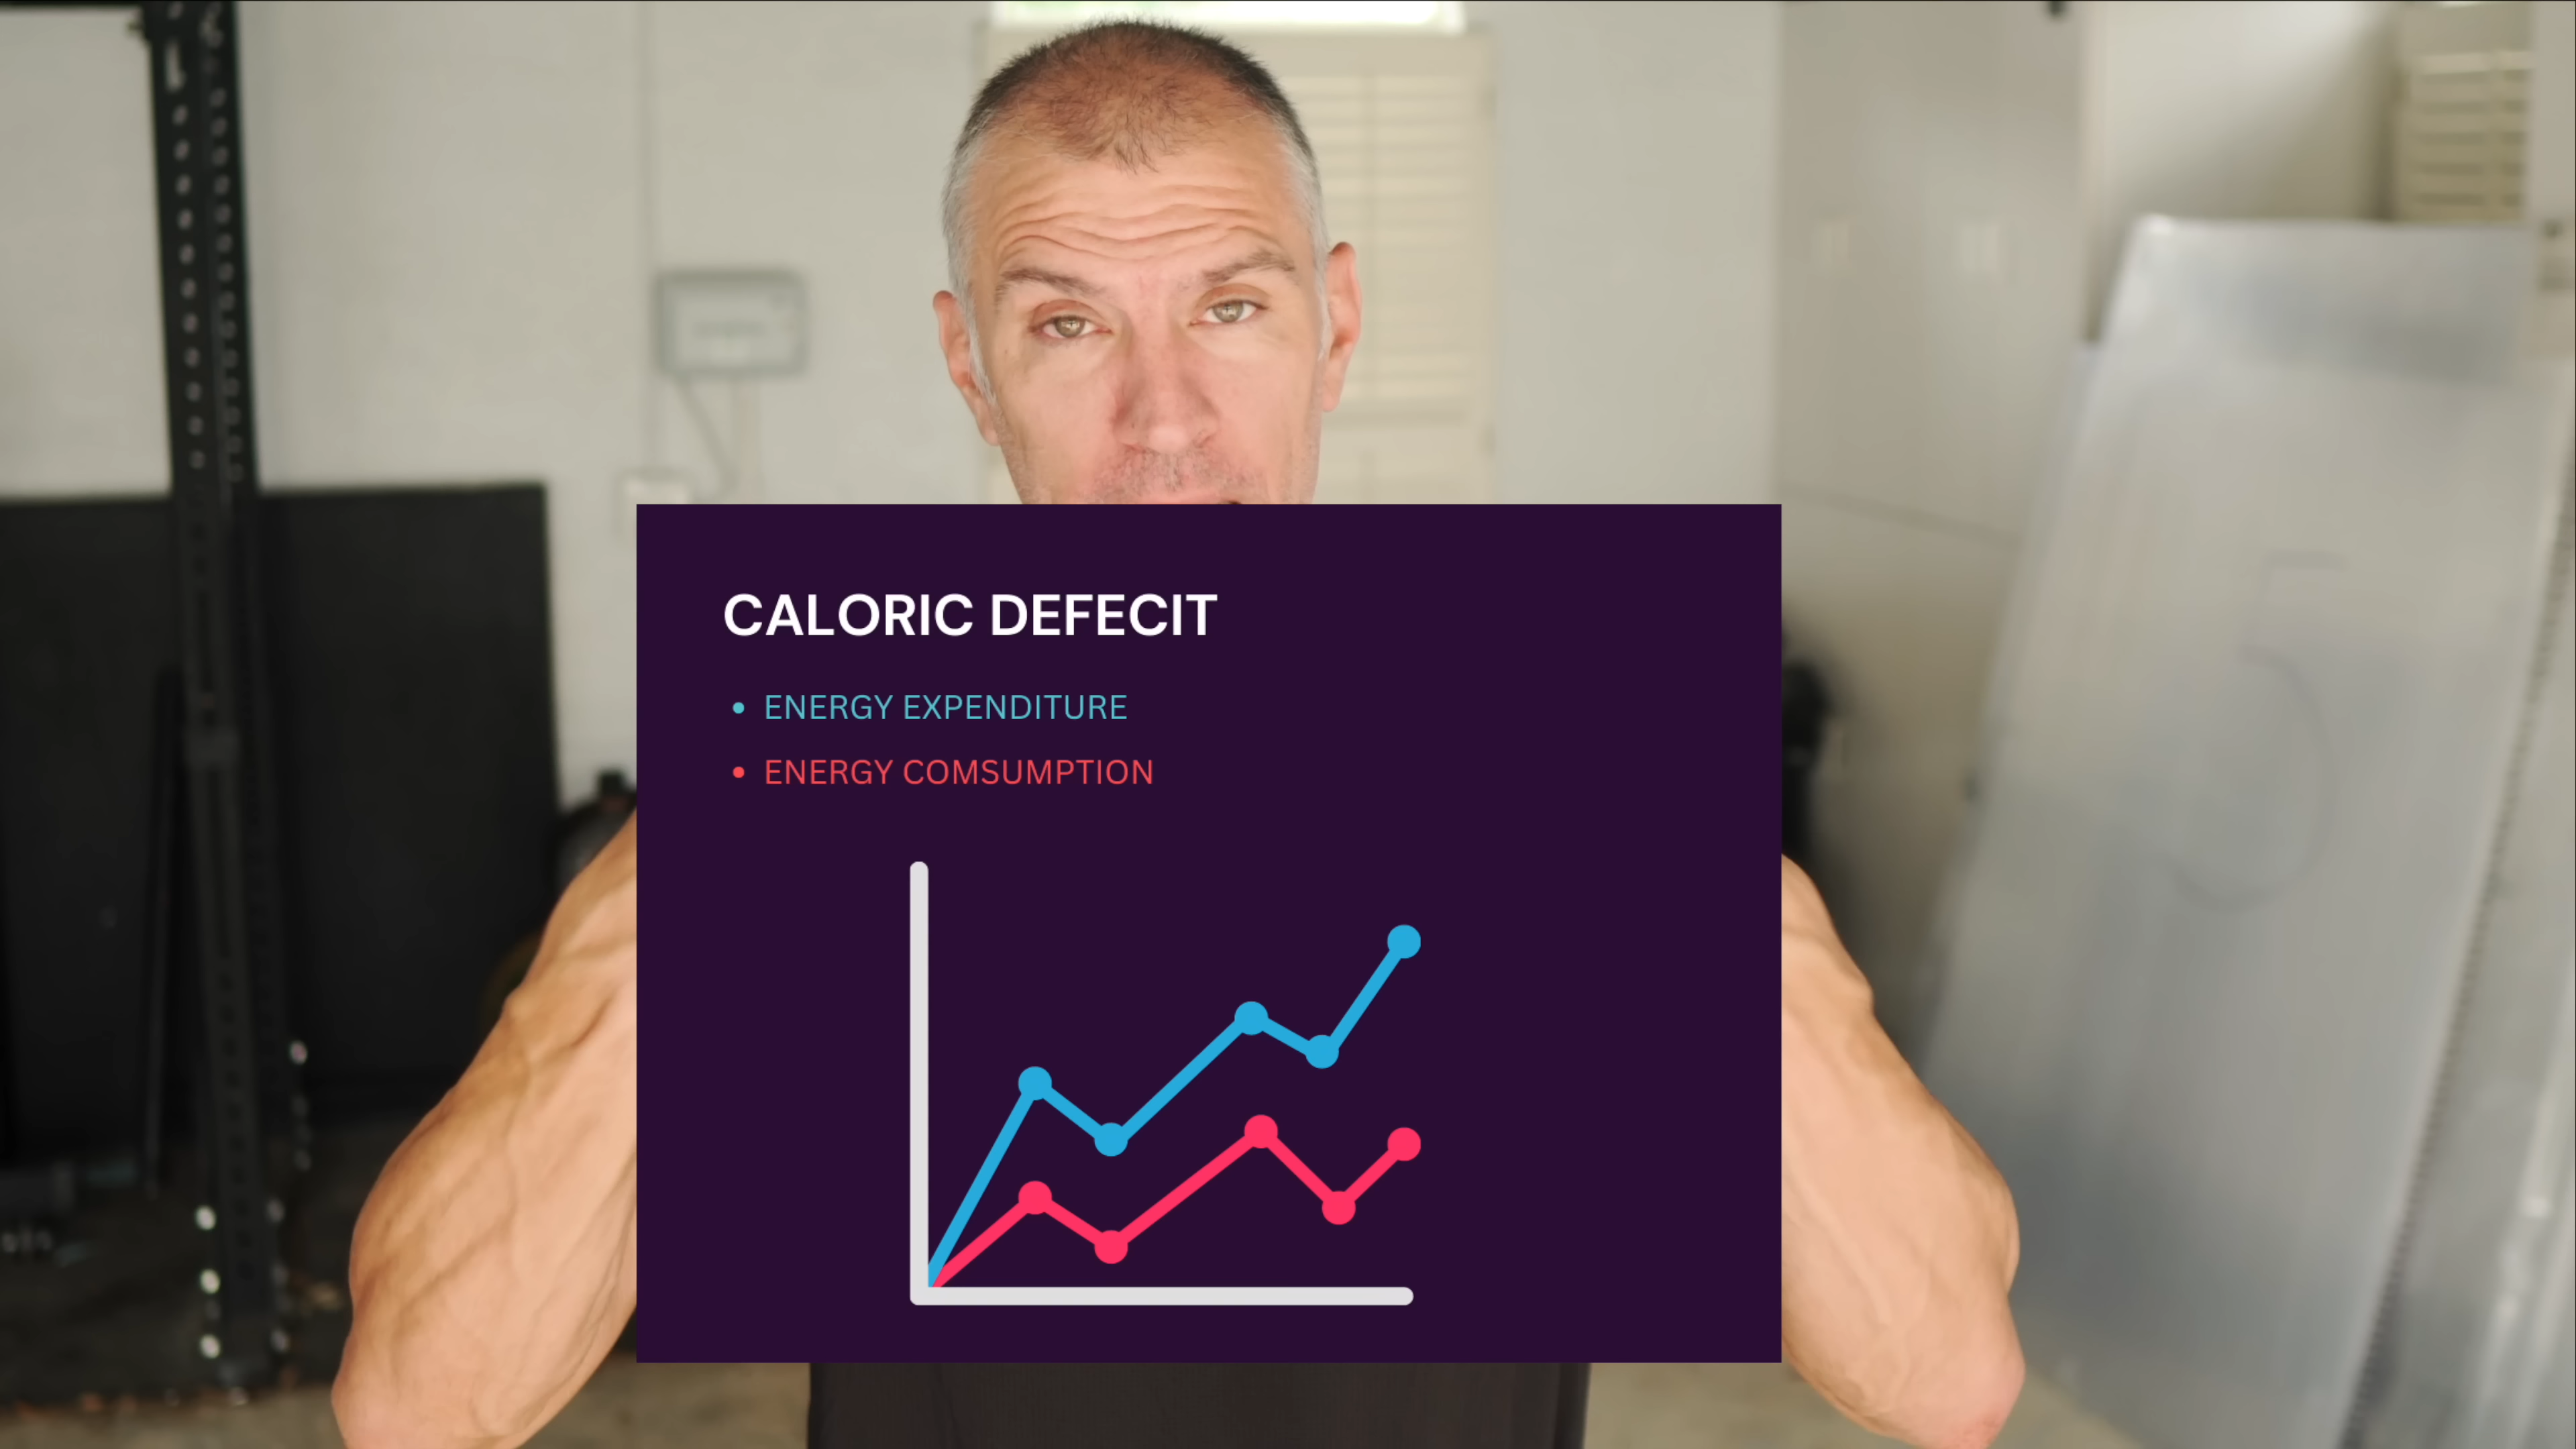 CALORIC DEFECIT
• ENERGY EXPENDITURE
• ENERGY COMSUMPTION